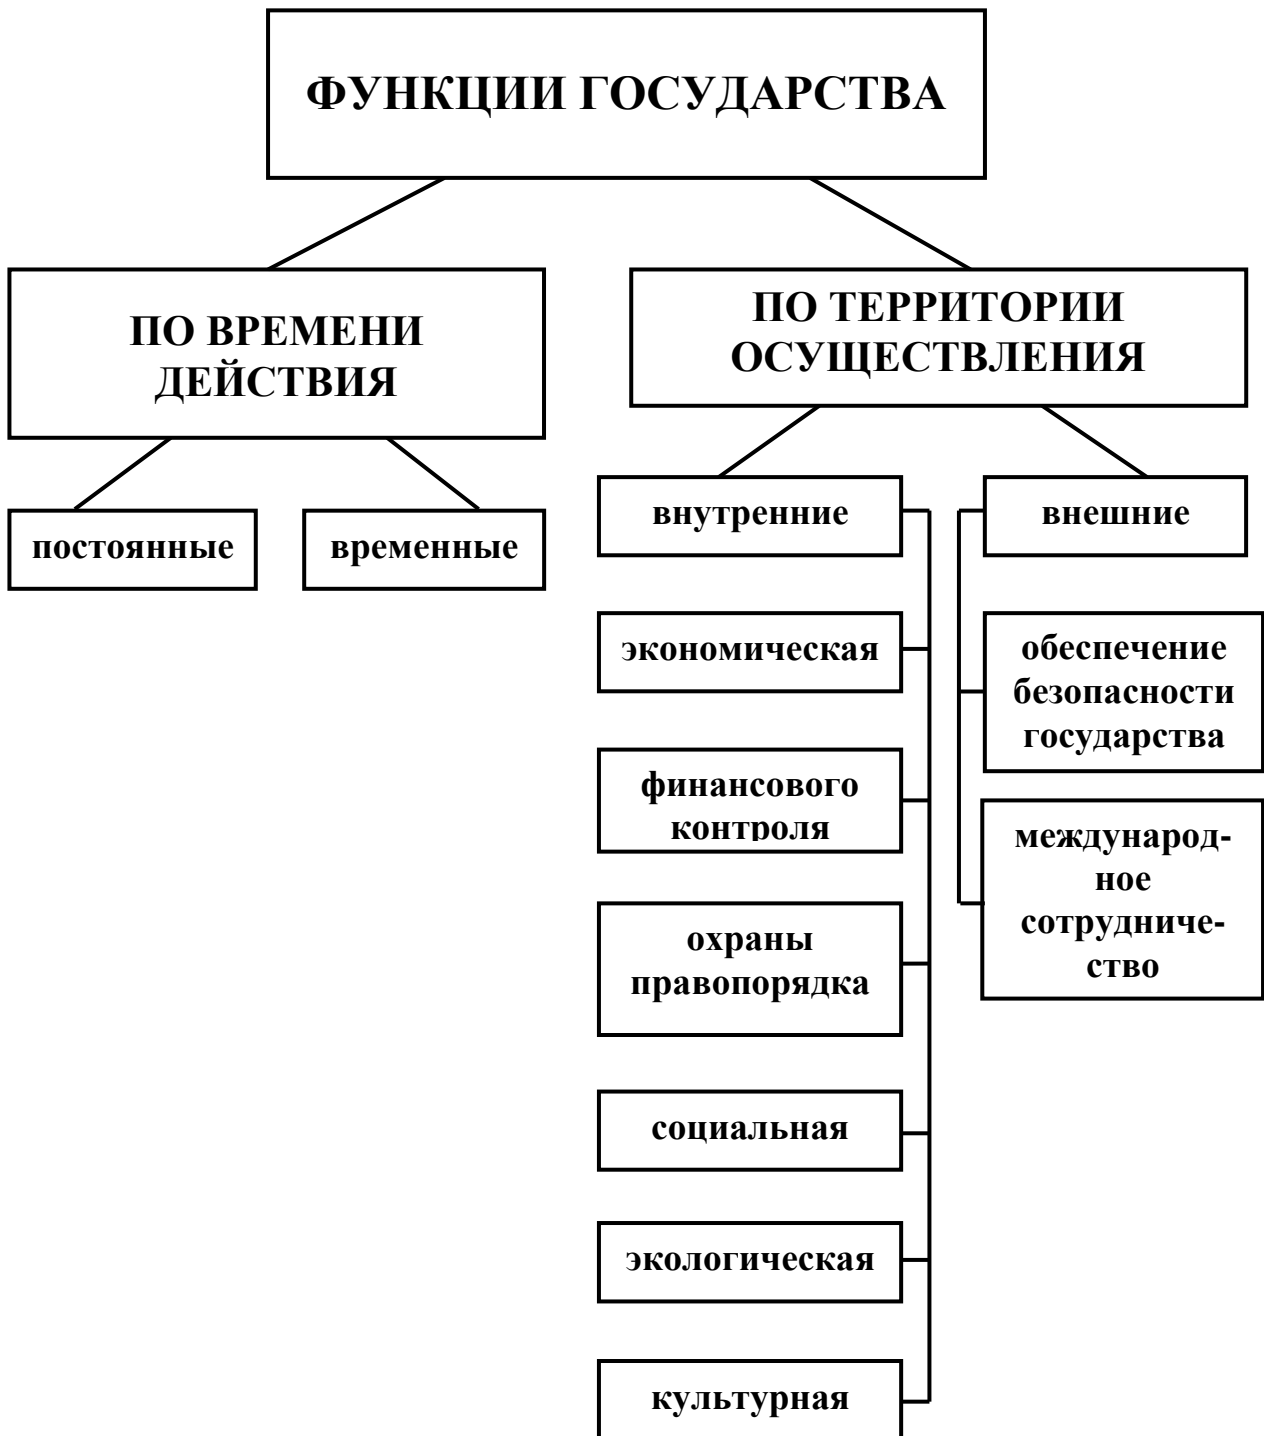 ФУНКЦИИ ГОСУДАРСТВА
ПО ВРЕМЕНИ
ДЕЙСТВИЯ
ПО ТЕРРИТОРИИ
ОСУЩЕСТВЛЕНИЯ
постоянные
временные
внутренние
внешние
экономическая
финансового
контроля
охраны
правопорядка
социальная
экологическая
культурная
обеспечение
безопасности
государства
международ-
ное
сотрудниче-
ство